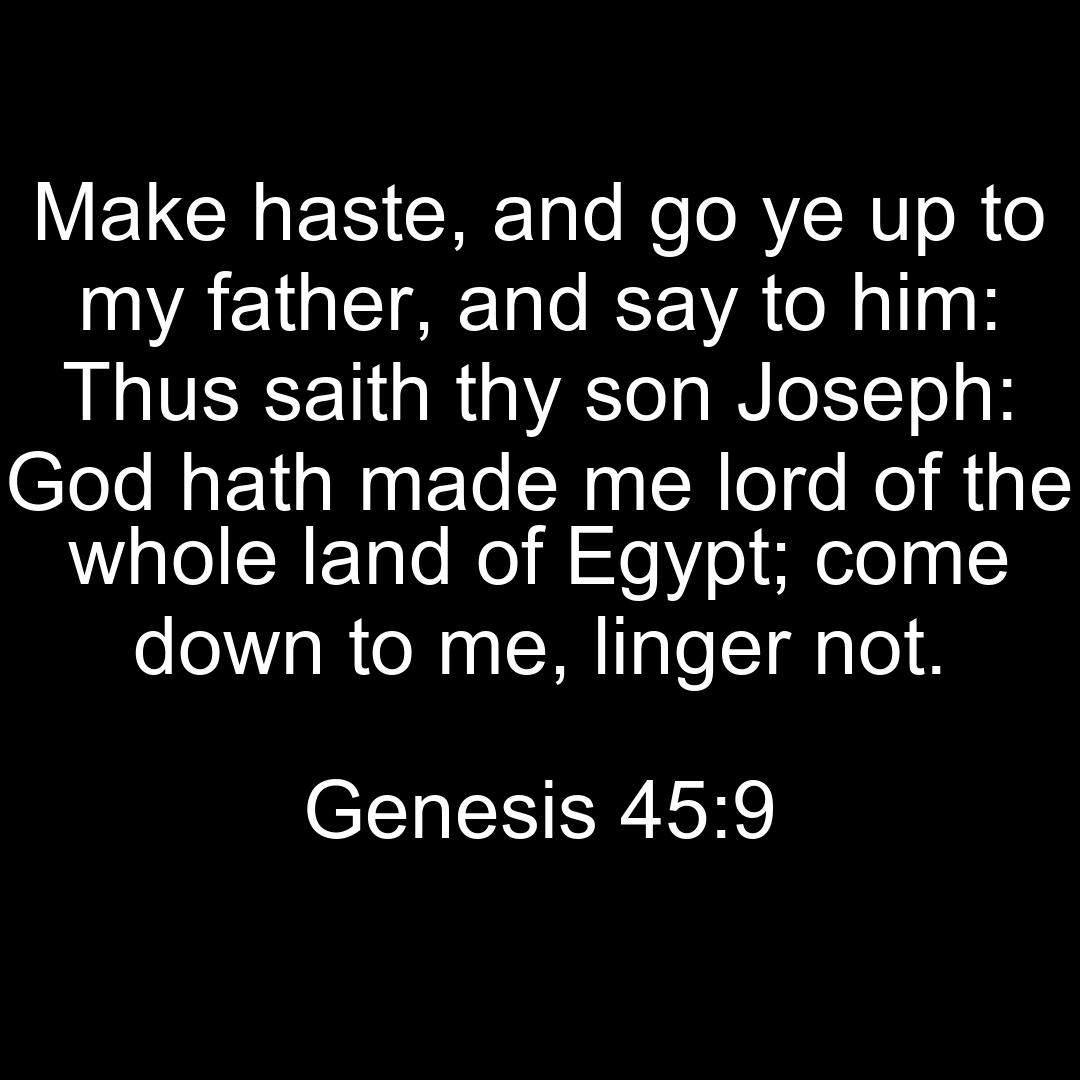 Make haste, and go ye up to
my father, and say to him:
Thus saith thy son Joseph:
God hath made me lord of the
whole land of Egypt; come
down to me, linger not.
Genesis 45:9